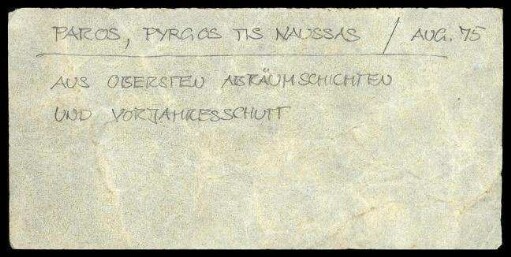 PAROS, PYRGOS TIS NAUSSAS / AUG. 75
AUS OBERSTEN ABRÄUMSCHICHTEN
UND VORJAHRESSCHUTT